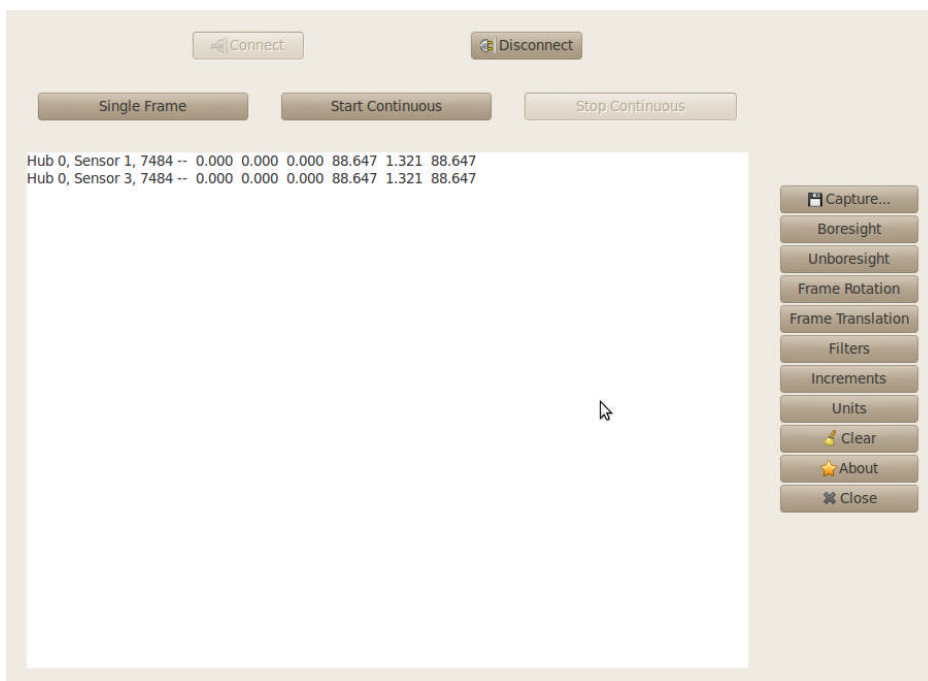 Connect
Disconnect
Single Frame
Start Continuous
Stop Continuous
Hub 0, Sensor 1, 7484 -- 0.000 0.000 0.000 88.647 1.321 88.647
Hub 0, Sensor 3, 7484 -- 0.000 0.000 0.000 88.647 1.321 88.647
Capture...
Boresight
Unboresight
Frame Rotation
Frame Translation
Filters
Increments
Units
Clear
About
Close